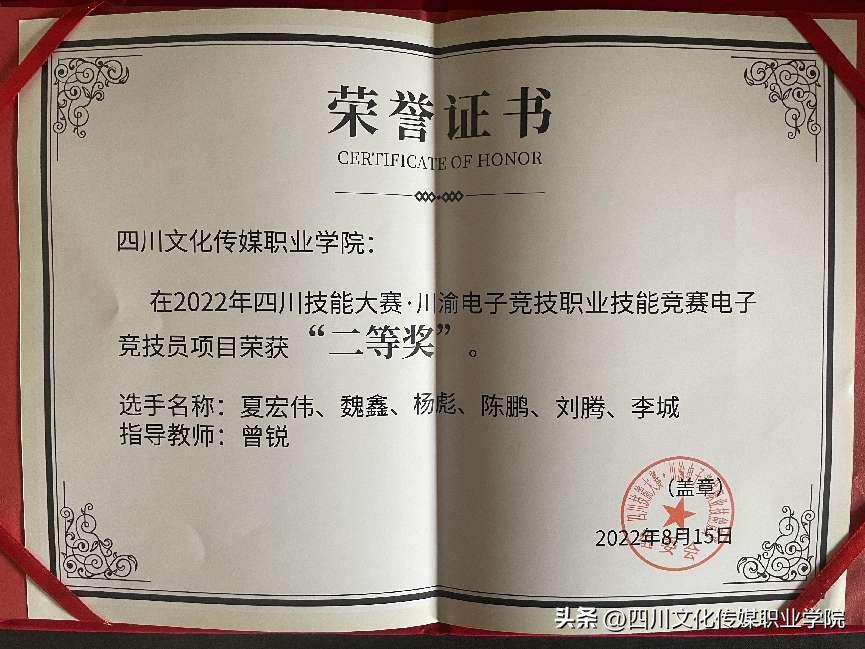 荣誉证书
CERTIFICATE OF HONOR
四川文化传媒职业学院：
在2022年四川技能大赛·川渝电子竞技职业技能竞赛电子
竞技员项目荣获“二等奖”。
选手名称：夏宏伟、魏鑫、杨彪、陈鹏、刘腾、李城
指导教师：曾锐
（盖章）
2022年8月15日
头条 @四川文化传媒职业学院